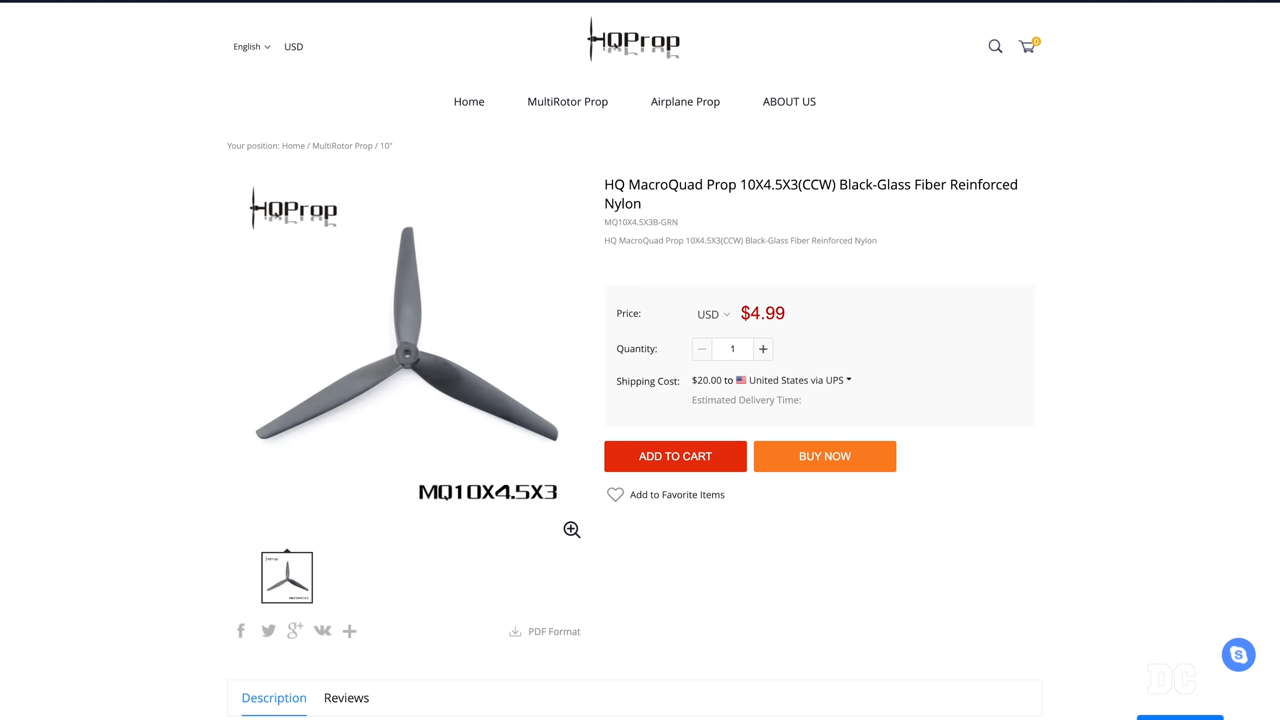 English
USD
HQProp
0
Home
MultiRotor Prop
Airplane Prop
ABOUT US
Your position: Home / MultiRotor Prop / 10"
HQProp
MQ10X4.5X3
HQ MacroQuad Prop 10X4.5X3(CCW) Black-Glass Fiber Reinforced
Nylon
MQ10X4.5X3B-GRN
HQ MacroQuad Prop 10X4.5X3(CCW) Black-Glass Fiber Reinforced Nylon
Price: USD $4.99
Quantity: 1
Shipping Cost: $20.00 to United States via UPS
Estimated Delivery Time:
ADD TO CART
BUY NOW
Add to Favorite Items
PDF Format
Description
Reviews
DC